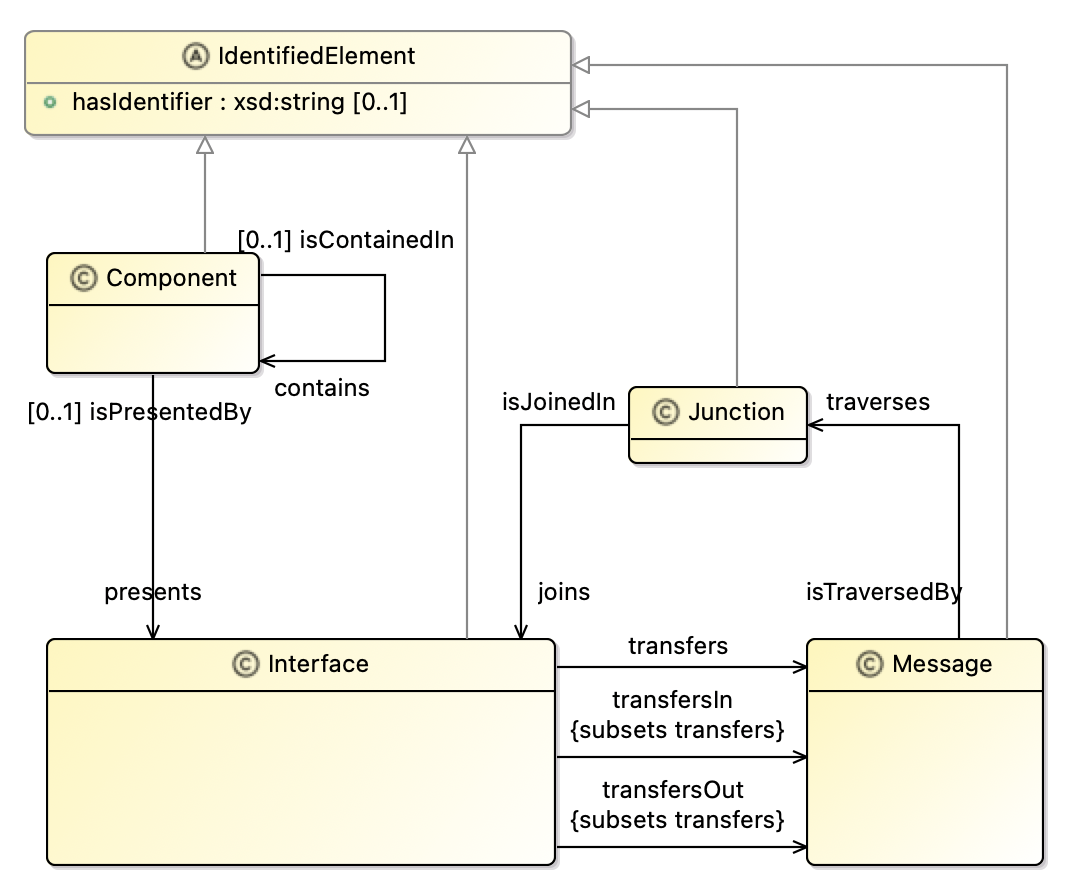 A IdentifiedElement
hasIdentifier : xsd:string [0..1]
[0..1] isContainedIn
C Component
contains
[0..1] isPresentedBy
isJoinedIn
C Junction
traverses
presents
joins
isTraversedBy
C Interface
transfers
C Message
transfersIn
{subsets transfers}
transfersOut
{subsets transfers}